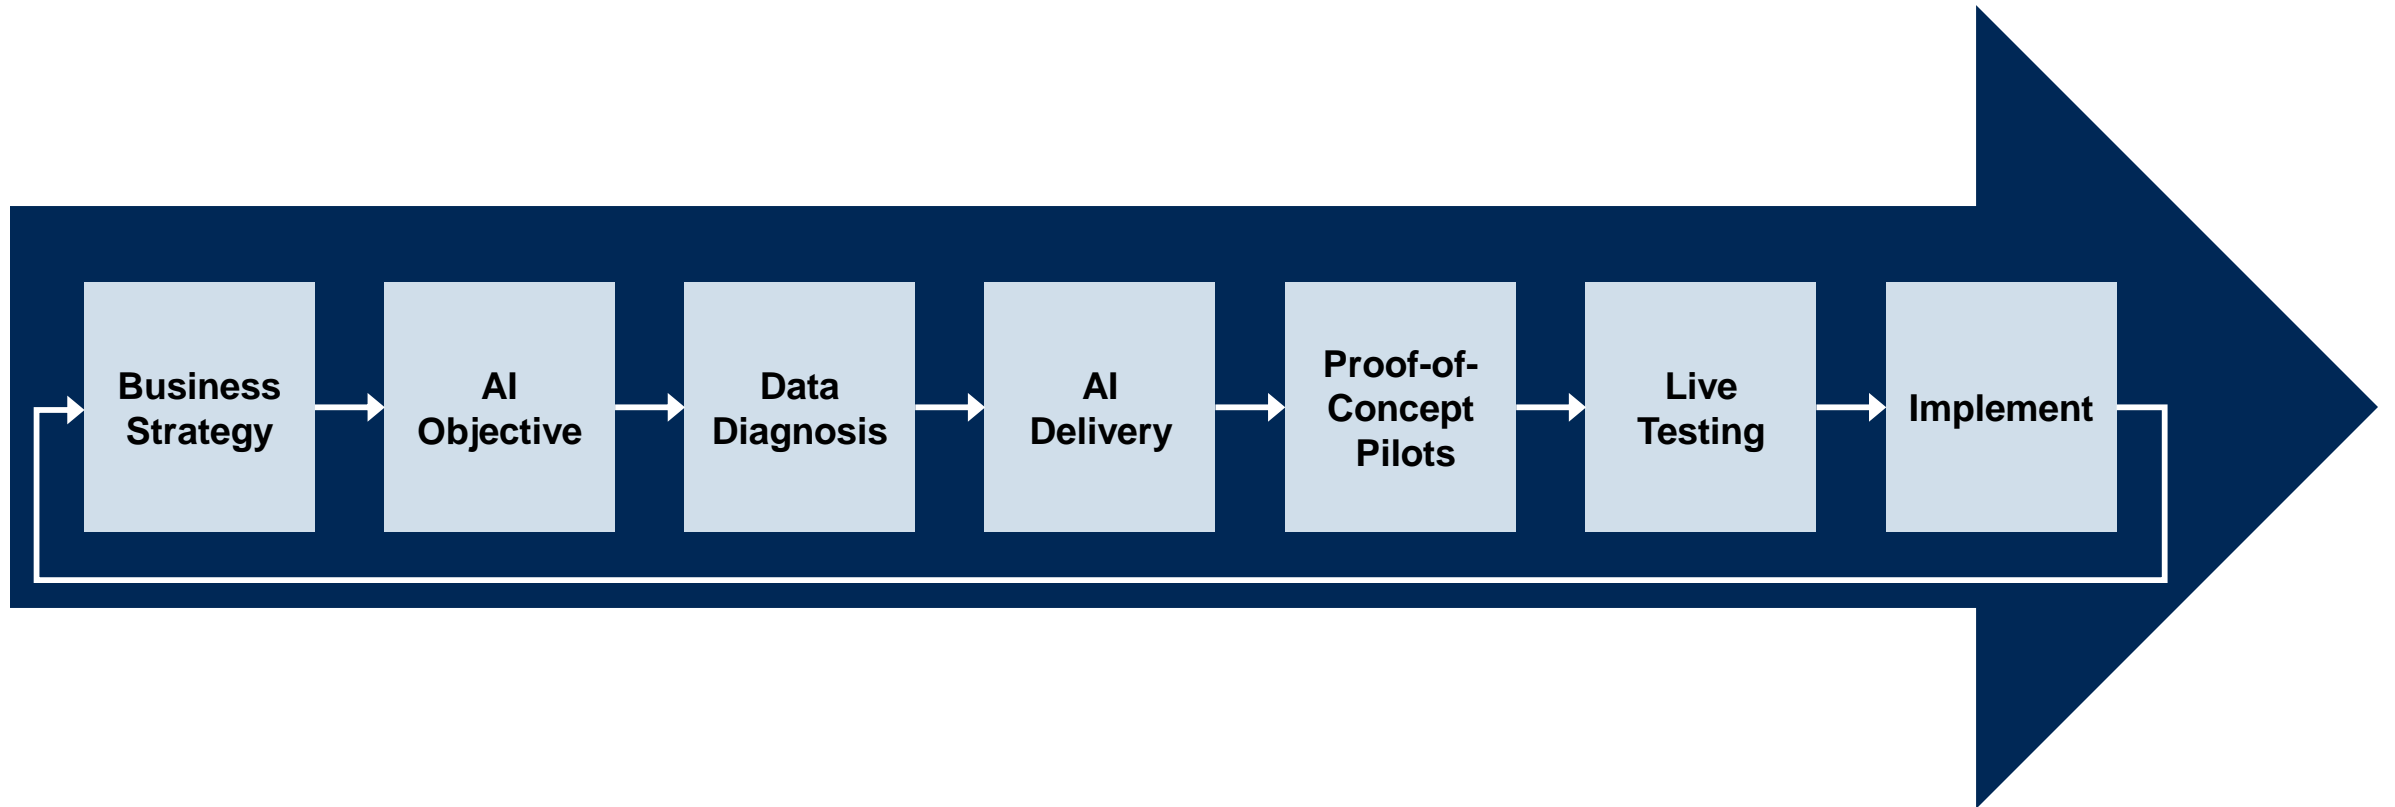 Business
Strategy
AI
Objective
Data
Diagnosis
AI
Delivery
Proof-of-
Concept
Pilots
Live
Testing
Implement